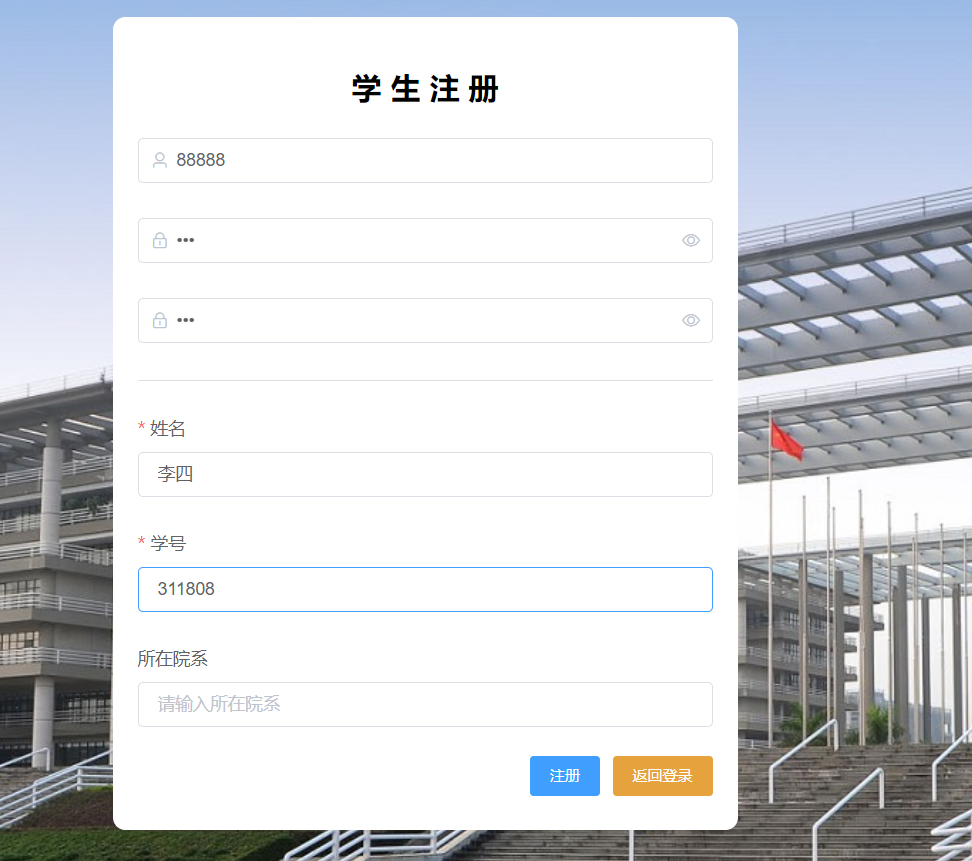 学生注册
88888
•••
•••
* 姓名
李四
* 学号
311808
所在院系
请输入所在院系
注册 返回登录